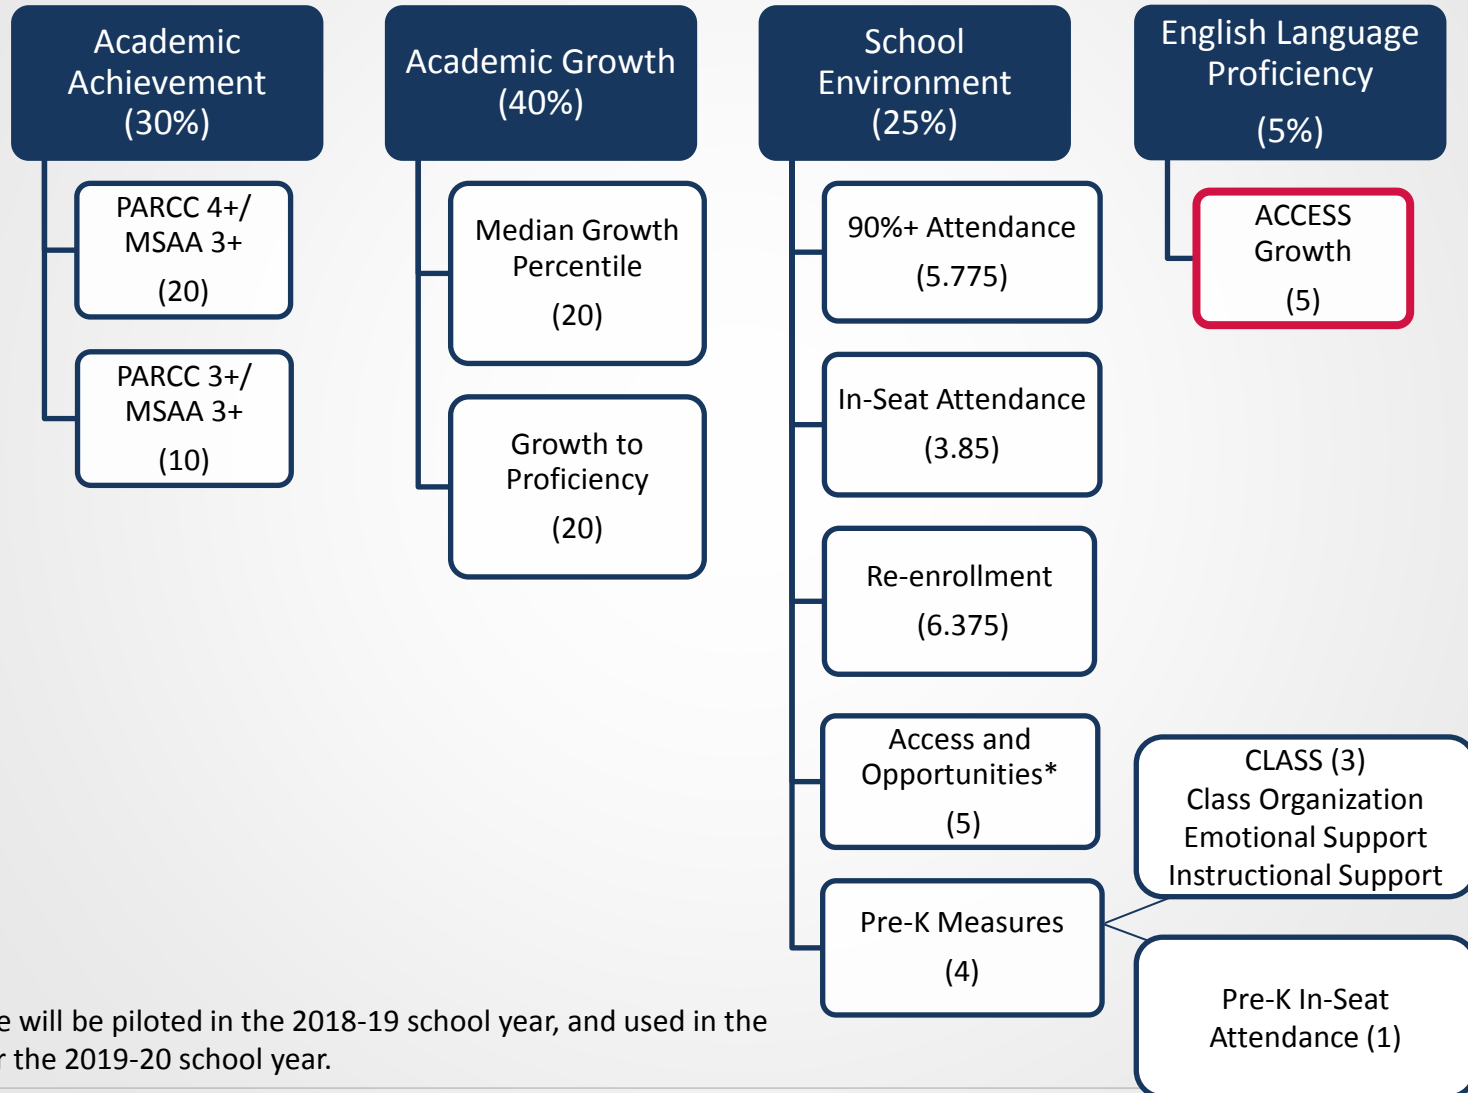 Academic
Achievement
(30%)
PARCC 4+/
MSAA 3+
(20)
PARCC 3+/
MSAA 3+
(10)
Academic Growth
(40%)
Median Growth
Percentile
(20)
Growth to
Proficiency
(20)
School
Environment
(25%)
90%+ Attendance
(5.775)
In-Seat Attendance
(3.85)
Re-enrollment
(6.375)
Access and
Opportunities*
(5)
Pre-K Measures
(4)
CLASS (3)
Class Organization
Emotional Support
Instructional Support
Pre-K In-Seat
Attendance (1)
English Language
Proficiency
(5%)
ACCESS
Growth
(5)
will be piloted in the 2018-19 school year, and used in the
the 2019-20 school year.